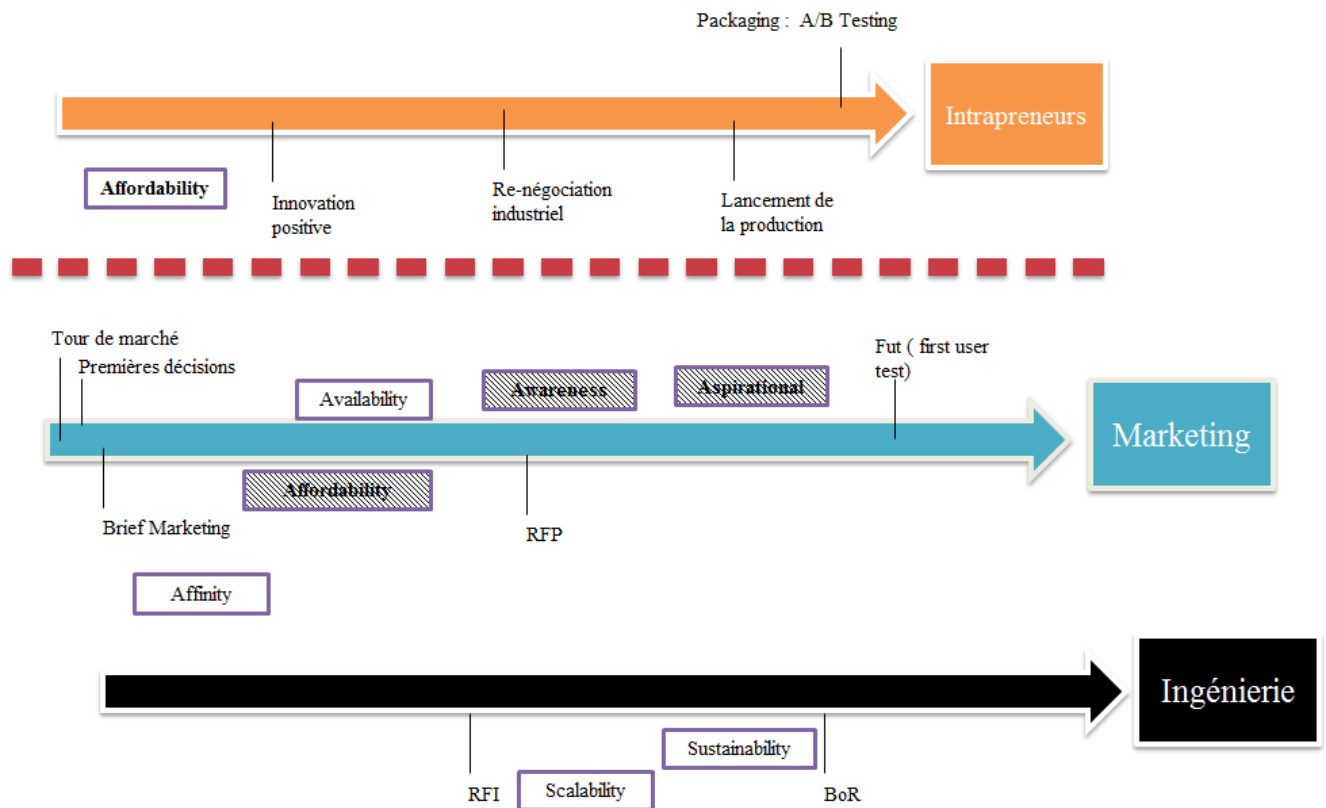 Packaging : A/B Testing
Intrapreneurs
Affordability
Innovation
positive
Re-négociation
industriel
Lancement de
la production
Tour de marché
Premières décisions
Availability
Awareness
Aspirational
Fut ( first user
test)
Marketing
Affordability
Brief Marketing
RFP
Affinity
Ingénierie
Sustainability
RFI
Scalability
BoR